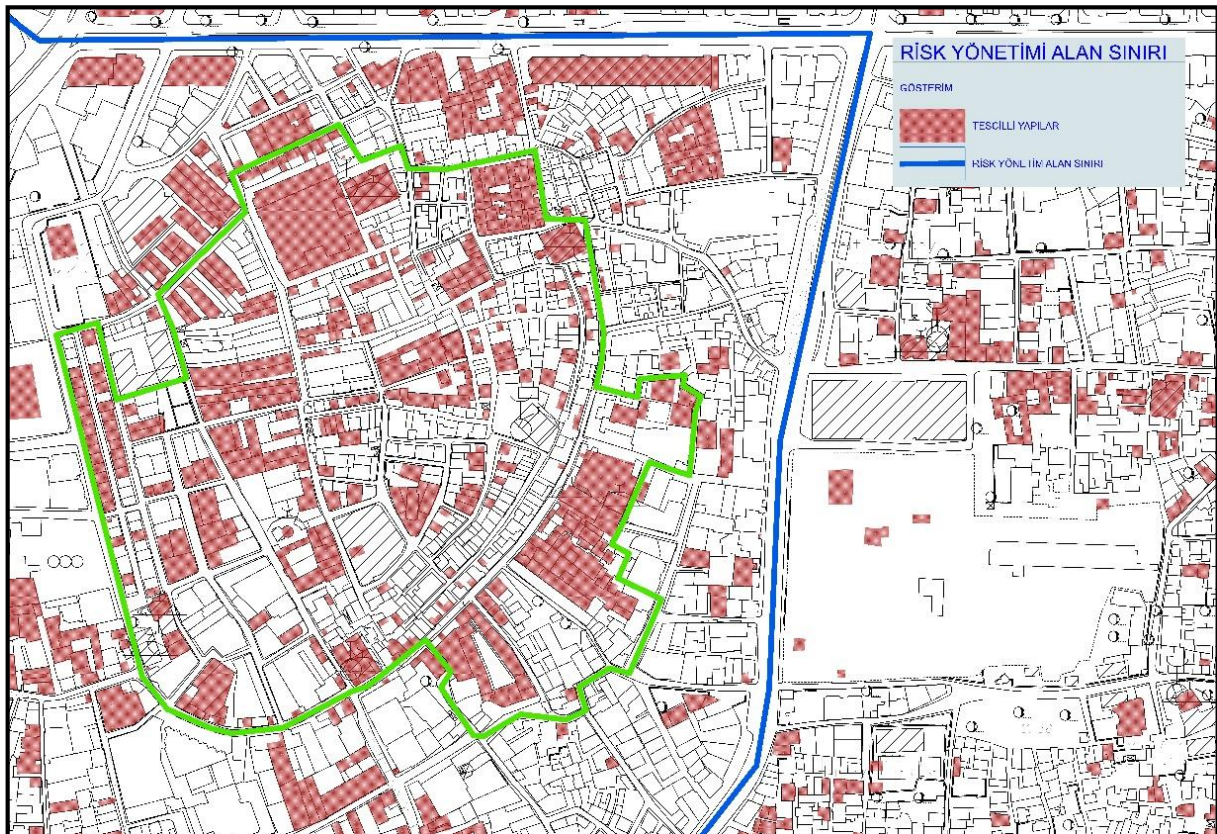 RİSK YÖNETİMİ ALAN SINIRI
GÖSTERİM
TESCİLLİ YAPILAR
RİSK YÖNETİM ALAN SINIRI